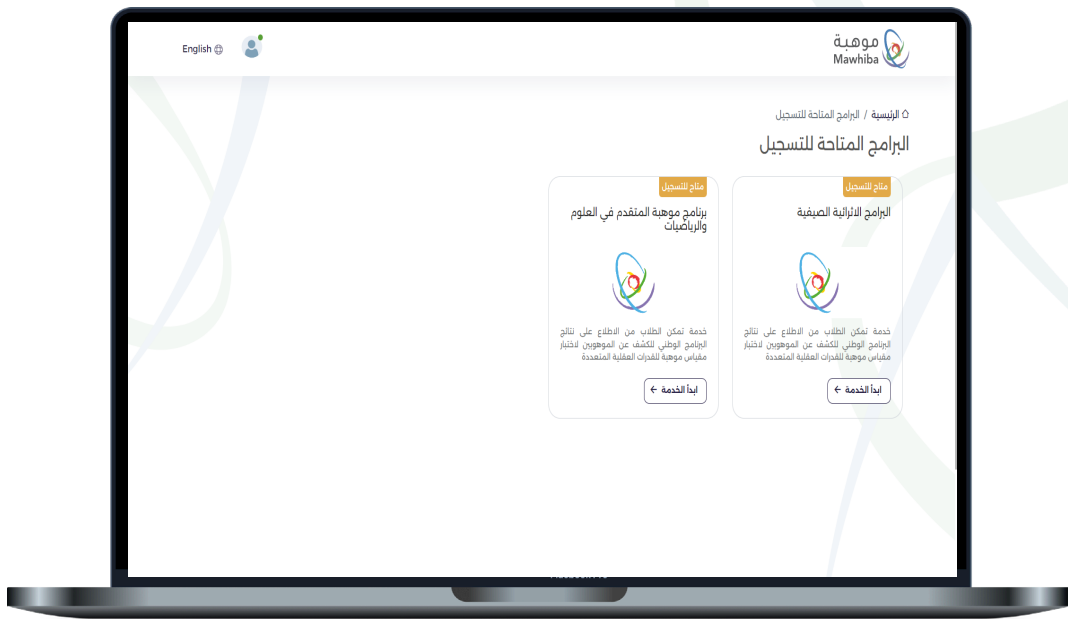 موهبة
Mawhiba
English
الرئيسية / البرامج المتاحة للتسجيل
البرامج المتاحة للتسجيل
متاح للتسجيل
البرامج الاثرائية الصيفية
خدمة تمكن الطلاب من الاطلاع على نتائج
البرنامج الوطني للكشف عن الموهوبين لاختبار
مقياس موهبة للقدرات العقلية المتعددة
ابدأ الخدمة ←
متاح للتسجيل
برنامج موهبة المتقدم في العلوم
والرياضيات
خدمة تمكن الطلاب من الاطلاع على نتائج
البرنامج الوطني للكشف عن الموهوبين لاختبار
مقياس موهبة للقدرات العقلية المتعددة
ابدأ الخدمة ←